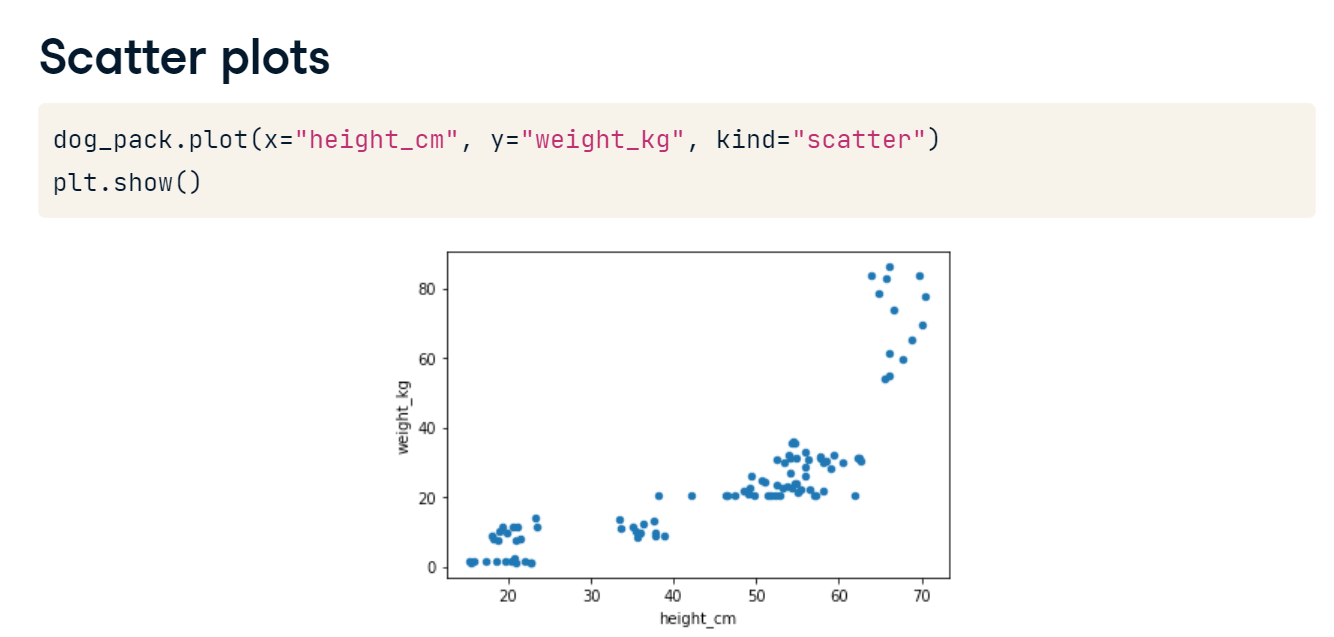 Scatter plots
dog_pack.plot(x="height_cm", y="weight_kg", kind="scatter")
plt.show()
80
60
40
20
0
weight_kg
20 30 40 50 60 70
height_cm